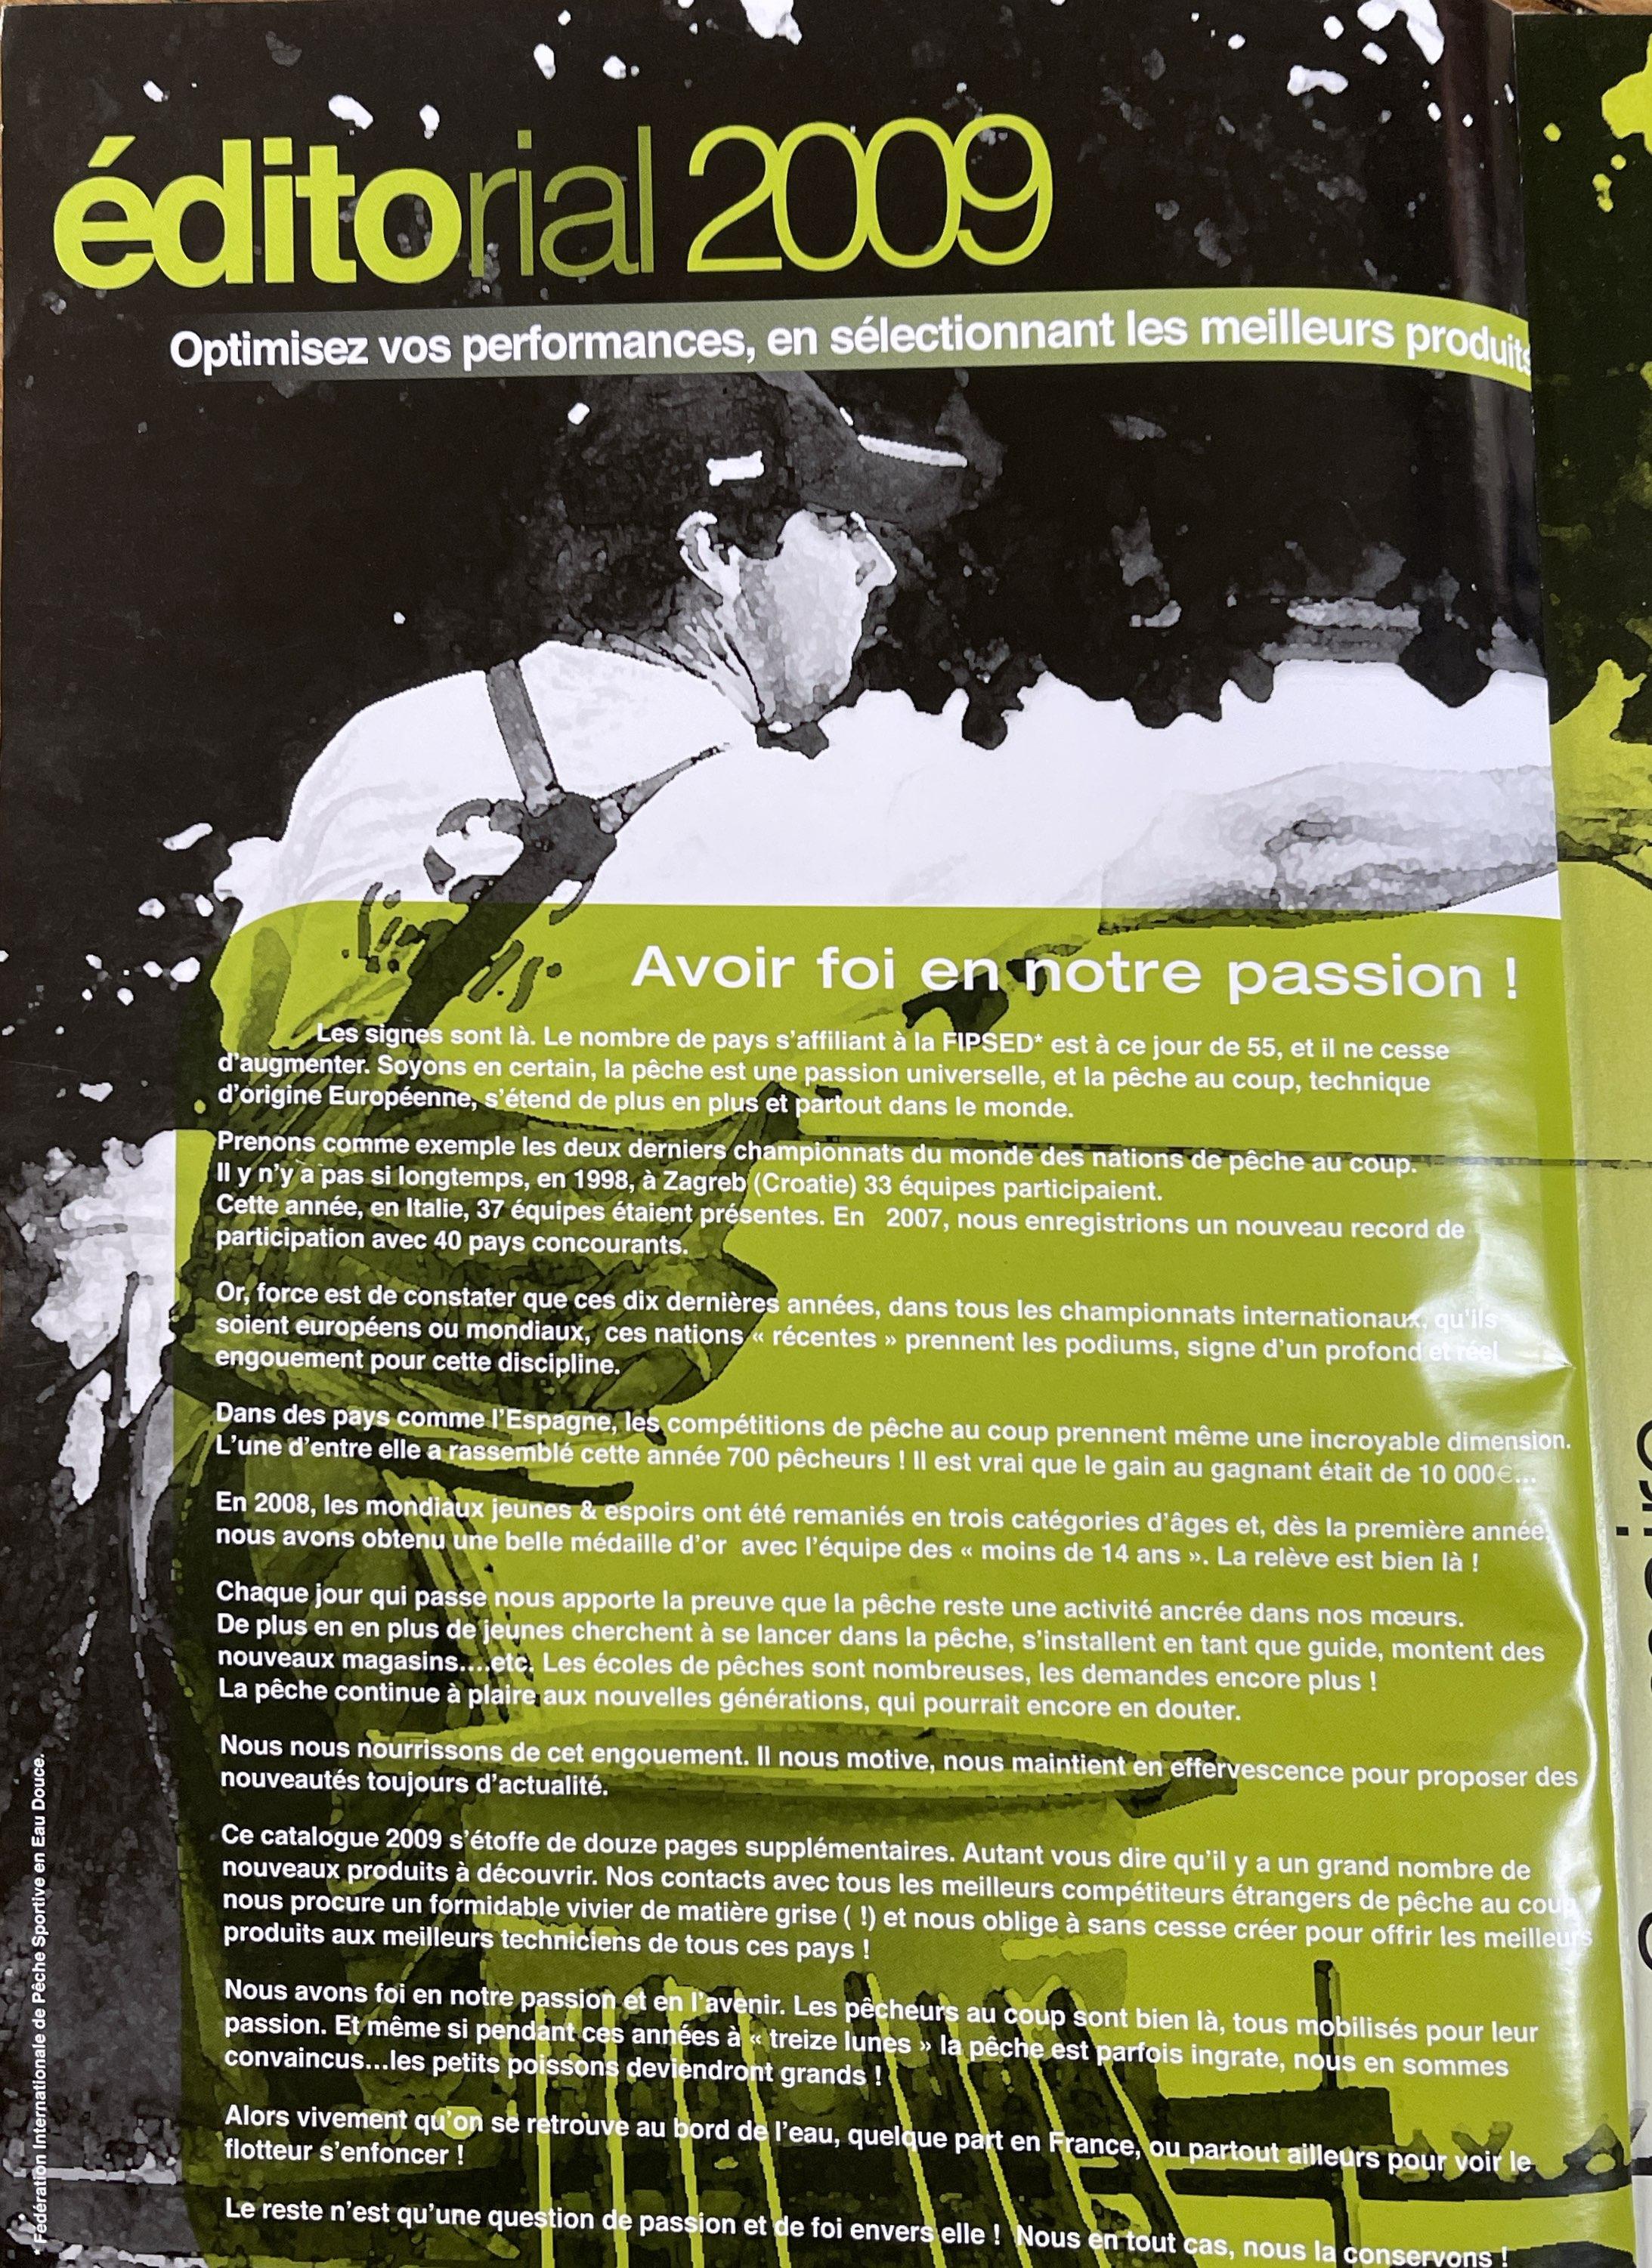 éditorial 2009
Optimisez vos performances, en sélectionnant les meilleurs produits
Avoir foi en notre passion !
Les signes sont là. Le nombre de pays s'affiliant à la FIPSED* est à ce jour de 55, et il ne cesse
d'augmenter. Soyons en certain, la pêche est une passion universelle, et la pêche au coup, technique
d'origine Européenne, s'étend de plus en plus et partout dans le monde.
Prenons comme exemple les deux derniers championnats du monde des nations de pêche au coup.
Il y n'y a pas si longtemps, en 1998, à Zagreb (Croatie) 33 équipes participaient.
Cette année, en Italie, 37 équipes étaient présentes. En 2007, nous enregistrions un nouveau record de
participation avec 40 pays concourants.
Or, force est de constater que ces dix dernières années, dans tous les championnats internationaux, qu'ils
soient européens ou mondiaux, ces nations « récentes » prennent les podiums, signe d'un profond et réel
engouement pour cette discipline.
Dans des pays comme l'Espagne, les compétitions de pêche au coup prennent même une incroyable dimension.
L'une d'entre elle a rassemblé cette année 700 pêcheurs ! Il est vrai que le gain au gagnant était de 10 000€...
En 2008, les mondiaux jeunes & espoirs ont été remaniés en trois catégories d'âges et, dès la première année,
nous avons obtenu une belle médaille d'or avec l'équipe des « moins de 14 ans ». La relève est bien là !
Chaque jour qui passe nous apporte la preuve que la pêche reste une activité ancrée dans nos mœurs.
De plus en en plus de jeunes cherchent à se lancer dans la pêche, s'installent en tant que guide, montent des
nouveaux magasins....etc. Les écoles de pêches sont nombreuses, les demandes encore plus !
La pêche continue à plaire aux nouvelles générations, qui pourrait encore en douter.
Nous nous nourrissons de cet engouement. Il nous motive, nous maintient en effervescence pour proposer des
nouveautés toujours d'actualité.
Ce catalogue 2009 s'étoffe de douze pages supplémentaires. Autant vous dire qu'il y a un grand nombre de
nouveaux produits à découvrir. Nos contacts avec tous les meilleurs compétiteurs étrangers de pêche au coup
nous procure un formidable vivier de matière grise ( !) et nous oblige à sans cesse créer pour offrir les meilleurs
produits aux meilleurs techniciens de tous ces pays !
Nous avons foi en notre passion et en l'avenir. Les pêcheurs au coup sont bien là, tous mobilisés pour leur
passion. Et même si pendant ces années à « treize lunes » la pêche est parfois ingrate, nous en sommes
convaincus...les petits poissons deviendront grands !
Alors vivement qu'on se retrouve au bord de l'eau, quelque part en France, ou partout ailleurs pour voir le
flotteur s'enfoncer !
Le reste n'est qu'une question de passion et de foi envers elle ! Nous en tout cas, nous la conservons !
* Fédération Internationale de Pêche Sportive en Eau Douce.